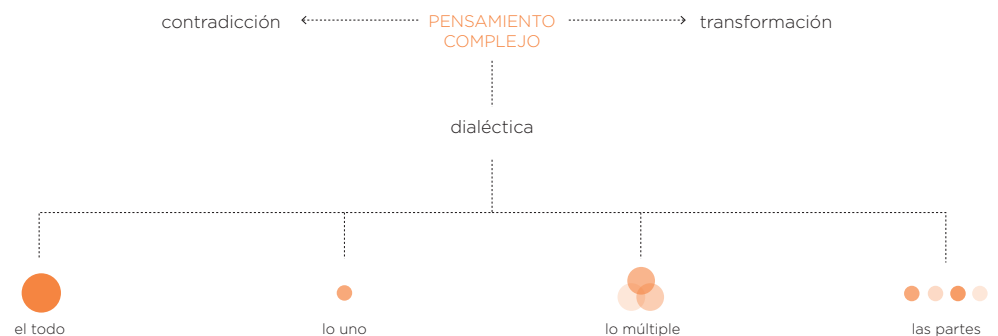 contradicción
PENSAMIENTO
COMPLEJO
transformación
dialéctica
el todo
lo uno
lo múltiple
las partes